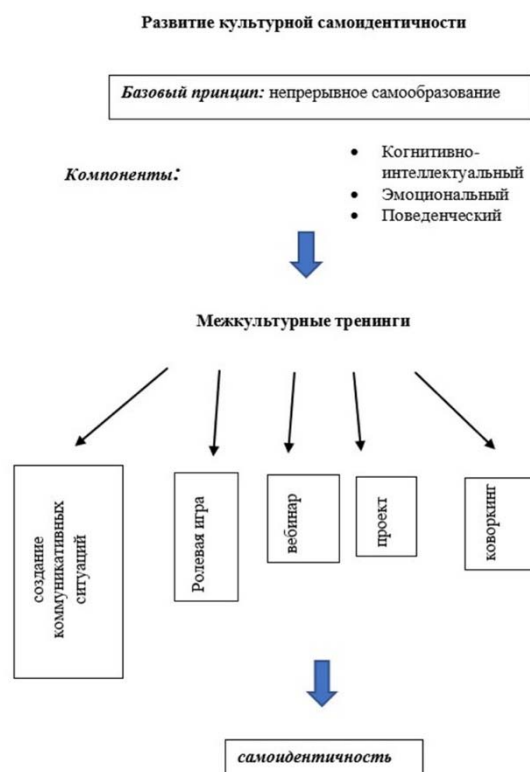 Развитие культурной самоидентичности
Базовый принцип: непрерывное самообразование
Компоненты:
• Когнитивно-
интеллектуальный
• Эмоциональный
• Поведенческий
Межкультурные тренинги
создание
коммуникативных
ситуаций
Ролевая игра
вебинар
проект
коворкинг
самоидентичность